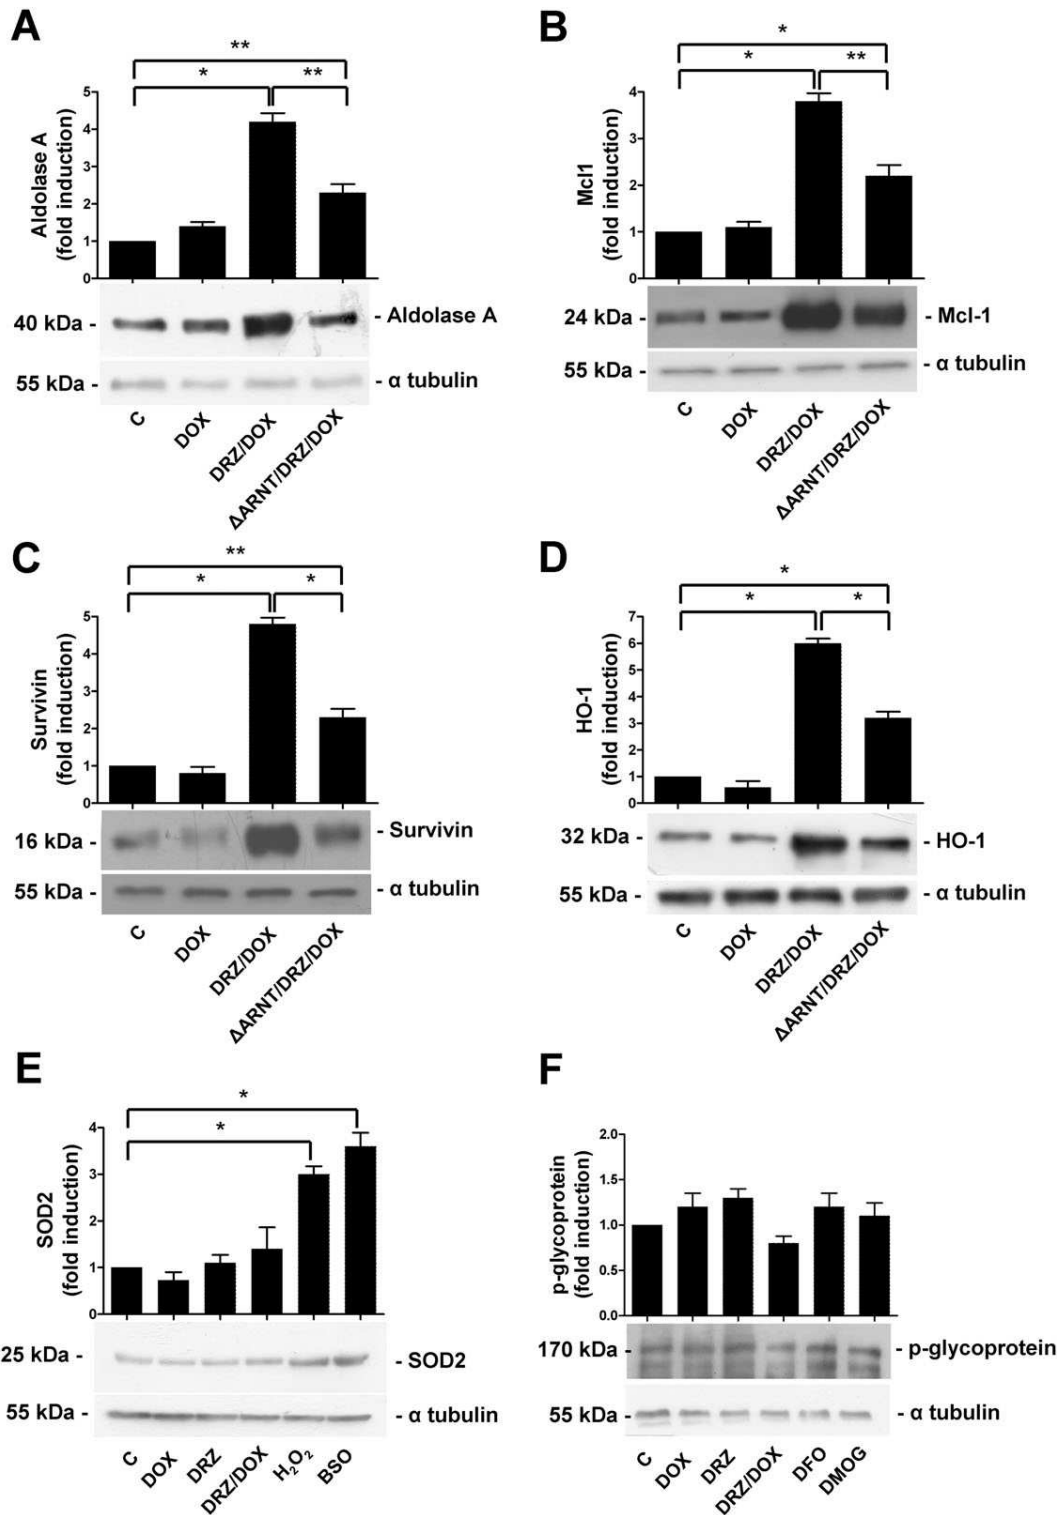 A
**
*
**
Aldolase A
(fold induction)
5
4
3
2
1
0
40 kDa -
- Aldolase A
55 kDa -
- α tubulin
C
DOX
DRZ/DOX
ΔARNT/DRZ/DOX
B
*
*
**
Mcl1
(fold induction)
4
3
2
1
0
24 kDa -
- Mcl-1
55 kDa -
- α tubulin
C
DOX
DRZ/DOX
ΔARNT/DRZ/DOX
C
**
*
*
Survivin
(fold induction)
5
4
3
2
1
0
16 kDa -
- Survivin
55 kDa -
- α tubulin
C
DOX
DRZ/DOX
ΔARNT/DRZ/DOX
D
*
*
*
HO-1
(fold induction)
7
6
5
4
3
2
1
0
32 kDa -
- HO-1
55 kDa -
- α tubulin
C
DOX
DRZ/DOX
ΔARNT/DRZ/DOX
E
*
*
SOD2
(fold induction)
4
3
2
1
0
25 kDa -
- SOD2
55 kDa -
- α tubulin
C
DOX
DRZ
DRZ/DOX
H₂O₂
BSO
F
p-glycoprotein
(fold induction)
2.0
1.5
1.0
0.5
0.0
170 kDa -
- p-glycoprotein
55 kDa -
- α tubulin
C
DOX
DRZ
DRZ/DOX
DFO
DMOG